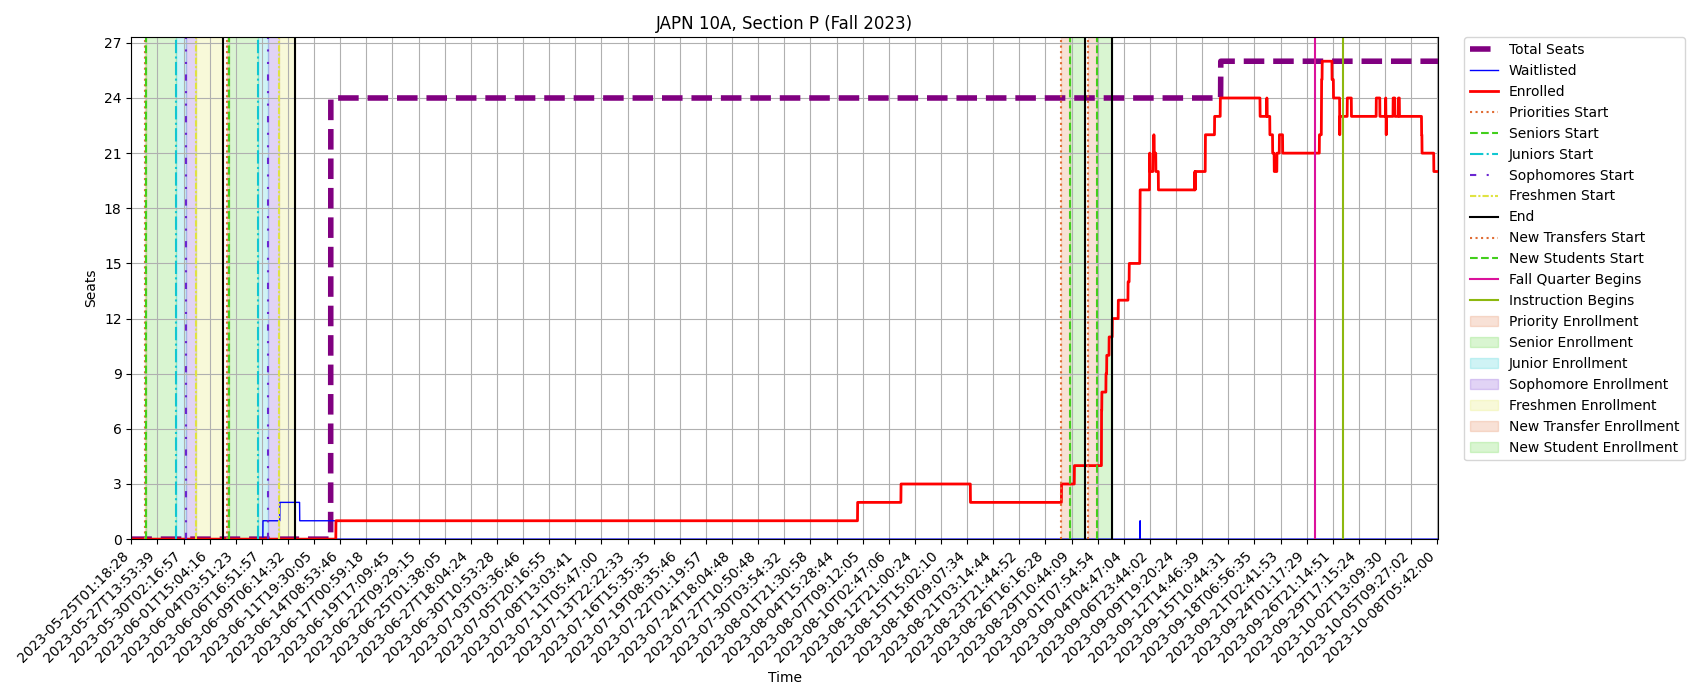 JAPN 10A, Section P (Fall 2023)
27
24
21
18
15
12
9
6
3
0
Seats
2023-05-25T01:18:28
2023-05-27T13:53:39
2023-05-30T02:16:57
2023-06-01T15:04:16
2023-06-04T03:51:23
2023-06-06T16:51:57
2023-06-09T06:14:32
2023-06-11T19:30:05
2023-06-14T08:53:46
2023-06-17T00:59:18
2023-06-19T17:09:45
2023-06-22T09:29:15
2023-06-25T01:38:05
2023-06-27T18:04:24
2023-06-30T10:53:28
2023-07-03T03:36:46
2023-07-05T20:16:55
2023-07-08T13:03:41
2023-07-11T05:47:00
2023-07-13T22:22:33
2023-07-16T15:35:35
2023-07-19T08:35:46
2023-07-22T01:19:57
2023-07-24T18:04:48
2023-07-27T10:50:48
2023-07-30T03:54:32
2023-08-01T21:30:58
2023-08-04T15:28:44
2023-08-07T09:12:05
2023-08-10T02:47:06
2023-08-12T21:00:24
2023-08-15T15:02:10
2023-08-18T09:07:34
2023-08-21T03:14:44
2023-08-23T21:44:52
2023-08-26T16:16:28
2023-08-29T10:44:09
2023-09-01T07:54:54
2023-09-04T04:47:04
2023-09-06T23:44:02
2023-09-09T19:20:24
2023-09-12T14:46:39
2023-09-15T10:44:31
2023-09-18T06:56:35
2023-09-21T02:41:53
2023-09-24T01:17:29
2023-09-26T21:14:51
2023-09-29T17:15:24
2023-10-02T13:09:30
2023-10-05T09:27:02
2023-10-08T05:42:00
Time
Total Seats
Waitlisted
Enrolled
Priorities Start
Seniors Start
Juniors Start
Sophomores Start
Freshmen Start
End
New Transfers Start
New Students Start
Fall Quarter Begins
Instruction Begins
Priority Enrollment
Senior Enrollment
Junior Enrollment
Sophomore Enrollment
Freshmen Enrollment
New Transfer Enrollment
New Student Enrollment